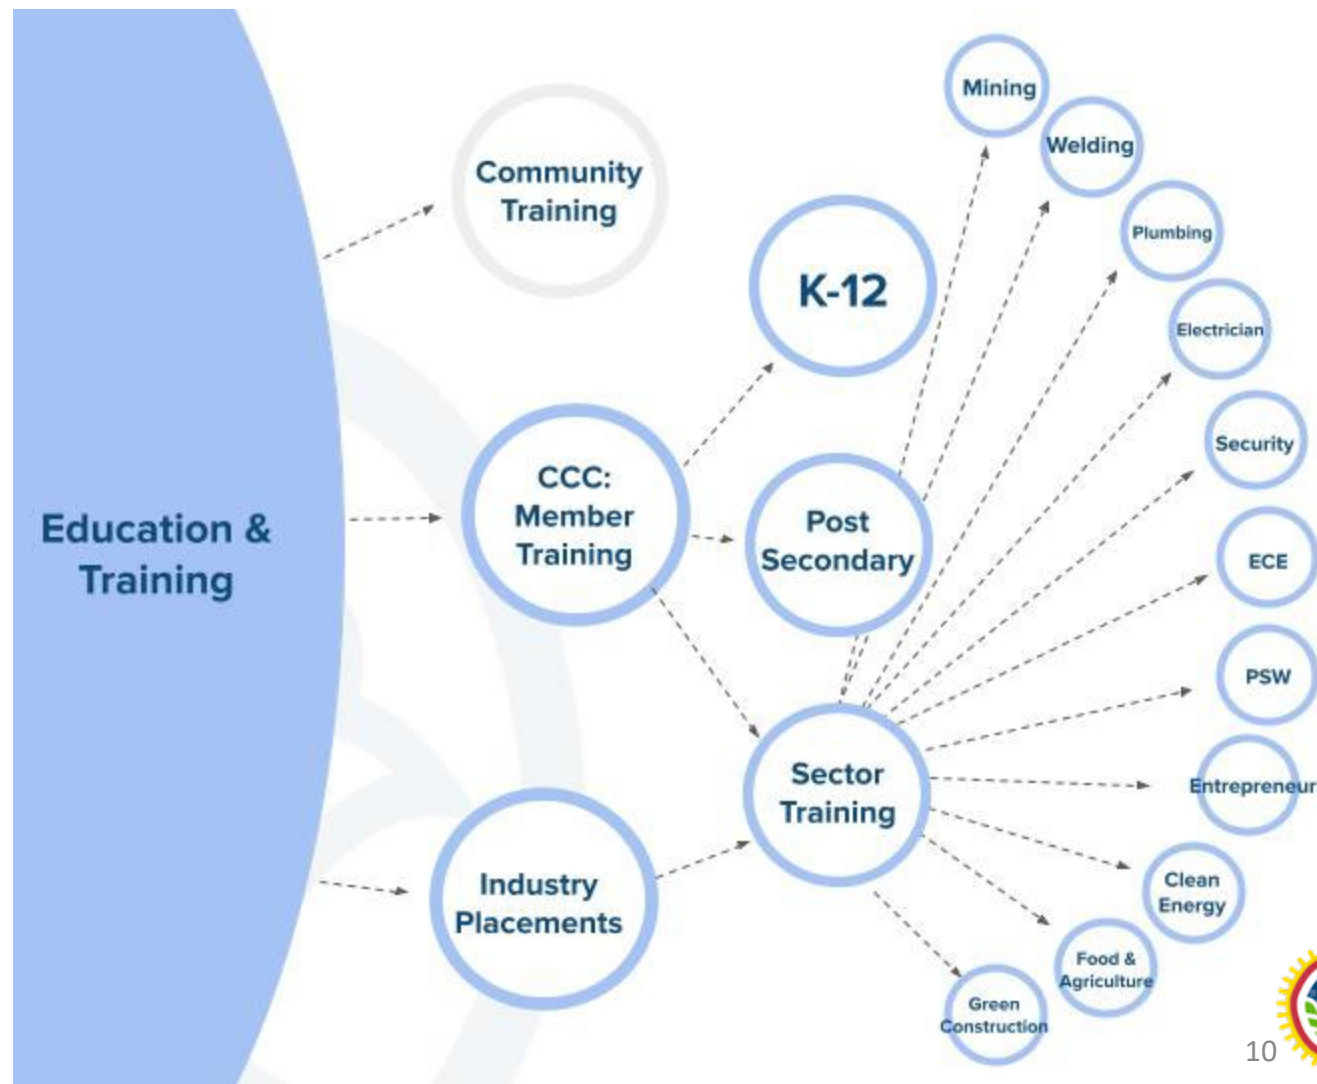 Education &
Training
Community
Training
CCC:
Member
Training
Industry
Placements
K-12
Post
Secondary
Sector
Training
Mining
Welding
Plumbing
Electrician
Security
ECE
PSW
Entrepreneur
Clean
Energy
Food &
Agriculture
Green
Construction
10